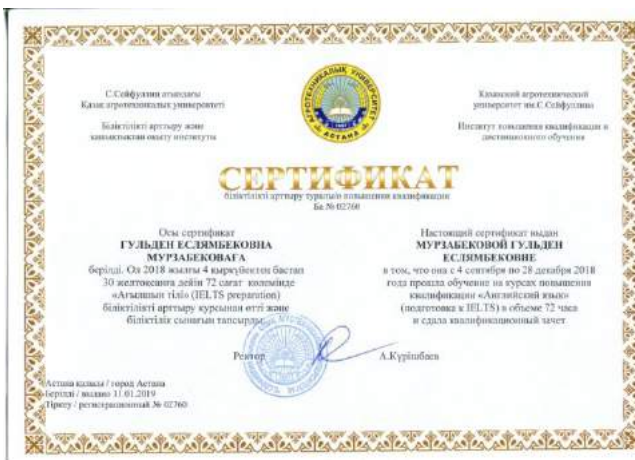 С.Сейфуллин атындағы
Қазақ агротехникалық университеті
Біліктілікті арттыру және
қашықтықтан оқыту институты
АГРОТЕХНИКАЛЫҚ УНИВЕРСИТЕТ
АСТАНА
Казахский агротехнический
университет им.С.Сейфуллина
Институт повышения квалификации и
дистанционного обучения
СЕРТИФИКАТ
біліктілікті арттыру туралы/о повышении квалификации
№ 02760
Осы сертификат
ГУЛЬДЕН ЕСЛЯМБЕКОВНА
МУРЗАБЕКОВАҒА
берілді. Ол 2018 жылғы 4 қыркүйектен бастап
30 желтоқсанға дейін 72 сағат көлемінде
«Ағылшын тілі» (IELTS preparation)
біліктілікті арттыру курсынан өтті және
біліктілік сынағын тапсырды.
Настоящий сертификат выдан
МУРЗАБЕКОВОЙ ГУЛЬДЕН
ЕСЛЯМБЕКОВНЕ
в том, что она с 4 сентября по 28 декабря 2018
года прошла обучение на курсах повышения
квалификации «Английский язык»
(подготовка к IELTS) в объеме 72 часа
и сдала квалификационный зачет
Ректор А.Күрішбаев
Астана қаласы / город Астана
Берілді / выдано 11.01.2019
Тіркеу / регистрационный № 02760